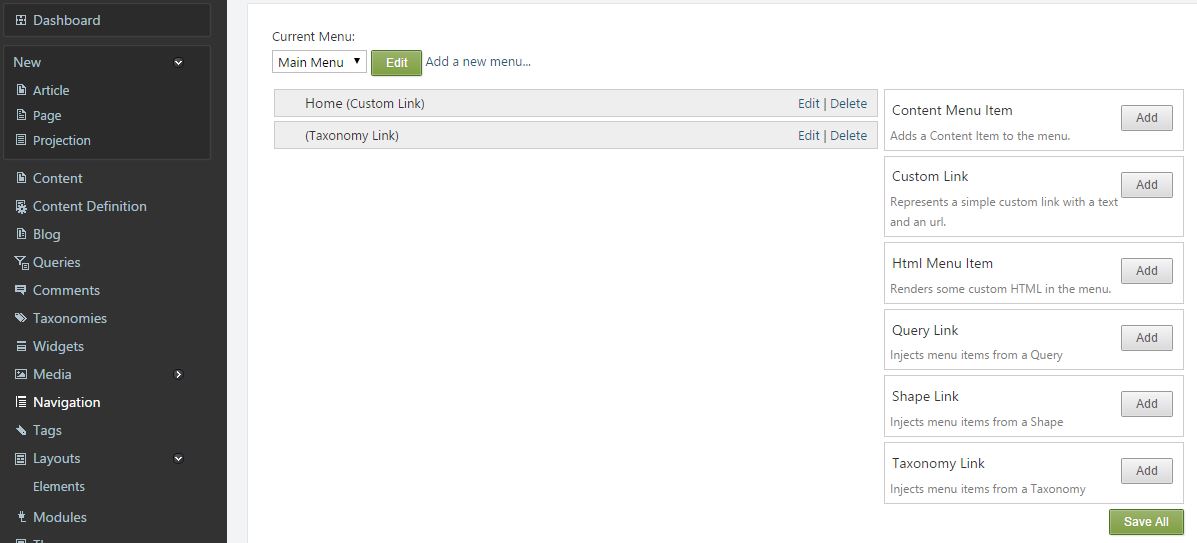 Dashboard
New
Article
Page
Projection
Content
Content Definition
Blog
Queries
Comments
Taxonomies
Widgets
Media
Navigation
Tags
Layouts
Elements
Modules
Current Menu:
Main Menu Edit Add a new menu...
Home (Custom Link) Edit | Delete
(Taxonomy Link) Edit | Delete
Content Menu Item Add
Adds a Content Item to the menu.
Custom Link Add
Represents a simple custom link with a text
and an url.
Html Menu Item Add
Renders some custom HTML in the menu.
Query Link Add
Injects menu items from a Query
Shape Link Add
Injects menu items from a Shape
Taxonomy Link Add
Injects menu items from a Taxonomy
Save All